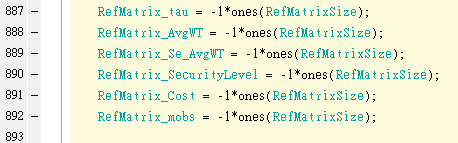 887 – RefMatrix_tau = -1*ones(RefMatrixSize);
888 – RefMatrix_AvgWT = -1*ones(RefMatrixSize);
889 – RefMatrix_Se_AvgWT = -1*ones(RefMatrixSize);
890 – RefMatrix_SecurityLevel = -1*ones(RefMatrixSize);
891 – RefMatrix_Cost = -1*ones(RefMatrixSize);
892 – RefMatrix_mobs = -1*ones(RefMatrixSize);
893